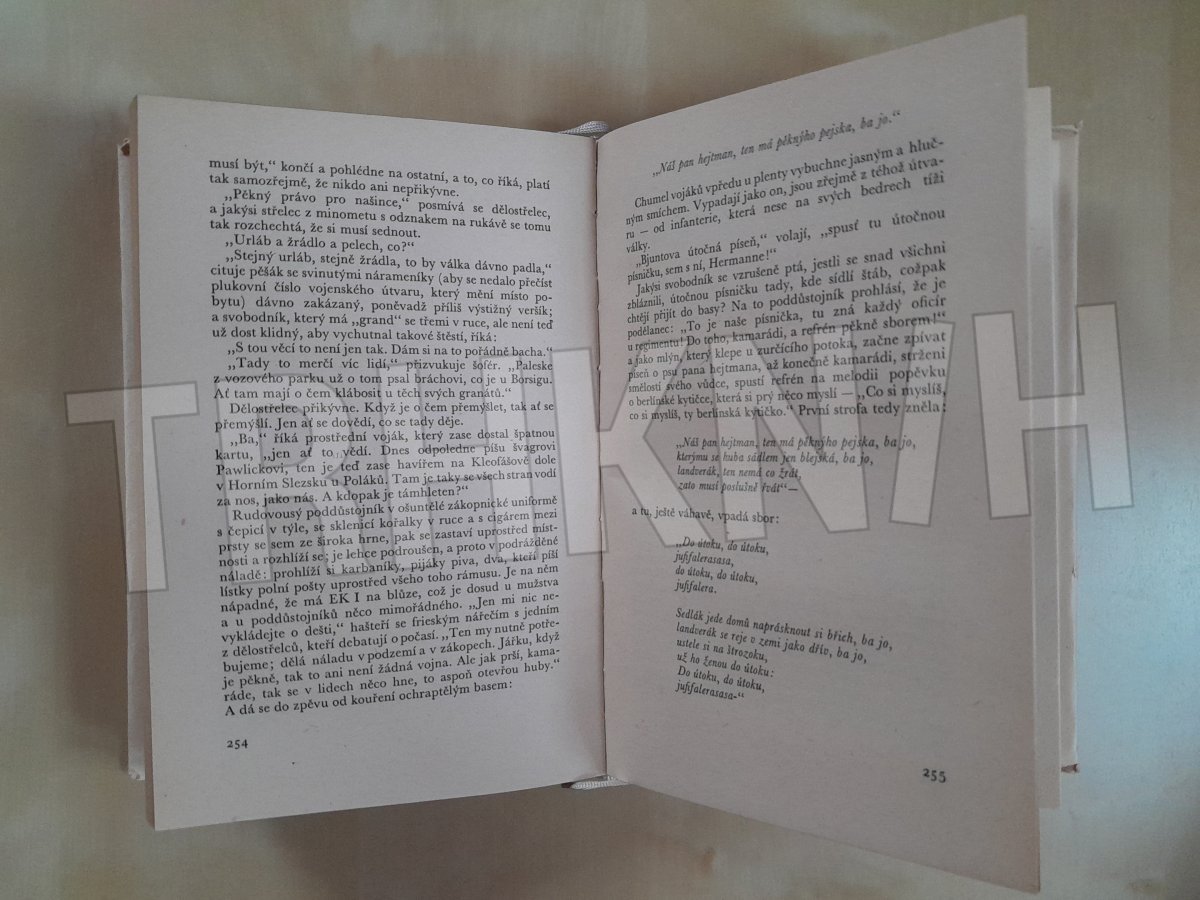 musí být,“ končí a pohlédne na ostatní, a to, co říká, platí
tak samozřejmě, že nikdo ani nepřikývne.
„Pěkný právo pro našince,“ posmívá se dělostřelec,
a jakýsi střelec z minometu s odznakem na rukávě se tomu
tak rozchechtá, že si musí sednout.
„Urláb a žrádlo a pelech, co?“
„Stejný urláb, stejně žrádla, to by válka dávno padla,“
cituje pěšák se svinutými nárameníky (aby se nedalo přečíst
plukovní číslo vojenského útvaru, který mění místo po-
bytu) dávno zakázaný, poněvadž příliš výstižný veršík;
a svobodník, který má „grand“ se třemi v ruce, ale není teď
už dost klidný, aby vychutnal takové štěstí, říká:
„S tou věcí to není jen tak. Dám si na to pořádně bacha.“
„Tady to merčí víc lidí,“ přizvukuje šofér. „Paleske
z vozového parku už o tom psal bráchovi, co je u Borsigu.
Ať tam mají o čem klábosit u těch svých granátů.“
Dělostřelec přikývne. Když je o čem přemýšlet, tak ať se
přemýšlí. Jen ať se dovědí, co se tady děje.
„Ba,“ říká prostřední voják, který zase dostal špatnou
kartu, „jen ať to vědí. Dnes odpoledne píšu švagrovi
Pawlickovi, ten je teď zase havířem na Kleofášově dole
v Horním Slezsku u Poláků. Tam je taky se všech stran vodí
za nos, jako nás. A kdopak je támhleten?“
Rudovousý poddůstojník v ošuntělé zákopnické uniformě
s čepicí v týle, se sklenicí kořalky v ruce a s cigárem mezi
prsty se sem ze široka hrne, pak se zastaví uprostřed míst-
nosti a rozhlíží se; je lehce podroušen, a proto v podrážděné
náladě: prohlíží si karbaníky, pijáky piva, dva, kteří píší
lístky polní pošty uprostřed všeho toho rámusu. Je na něm
nápadné, že má EK I na blůze, což je dosud u mužstva
a u poddůstojníků něco mimořádného. „Jen mi nic ne-
vykládejte o dešti,“ hašteří se frieským nářečím s jedním
z dělostřelců, kteří debatují o počasí. „Ten my nutně potře-
bujeme; dělá náladu v podzemí a v zákopech. Járku, když
je pěkně, tak to ani není žádná vojna. Ale jak prší, kama-
ráde, tak se v lidech něco hne, to aspoň otevřou huby.“
A dá se do zpěvu od kouření ochraptělým basem:
254
„Náš pan hejtman, ten má pěknýho pejska, ba jo.“
Chumel vojáků vpředu u plenty vybuchne jasným a hluč-
ným smíchem. Vypadají jako on, jsou zřejmě z téhož útva-
ru — od infanterie, která nese na svých bedrech tíži
války.
„Bjuntova útočná píseň,“ volají, „spusť tu útočnou
písničku, sem s ní, Hermanne!“
Jakýsi svobodník se vzrušeně ptá, jestli se snad všichni
zbláznili, útočnou písničku tady, kde sídlí štáb, cožpak
chtějí přijít do basy? Na to poddůstojník prohlásí, že je
podělanec: „To je naše písnička, tu zná každý oficír
u regimentu! Do toho, kamarádi, a refrén pěkně sborem!“
a jako mlýn, který klepe u zurčícího potoka, začne zpívat
píseň o psu pana hejtmana, až konečně kamarádi, strženi
smělostí svého vůdce, spustí refrén na melodii popěvku
o berlínské kytičce, která si prý něco myslí — „Co si myslíš,
co si myslíš, ty berlínská kytičko.“ První strofa tedy zněla:
„Náš pan hejtman, ten má pěknýho pejska, ba jo,
kterýmu se huba sádlem jen blejská, ba jo,
landverák, ten nemá co žrát,
zato musí poslušně řvát“—
a tu, ještě váhavě, vpadá sbor:
„Do útoku, do útoku,
jufifalerasasa,
do útoku, do útoku,
jufifalera.
Sedlák jede domů naprásknout si břich, ba jo,
landverák se reje v zemi jako dřív, ba jo,
ustele si na štrozoku,
už ho ženou do útoku:
Do útoku, do útoku,
jufifalerasasa-“
255
TRHKNIH